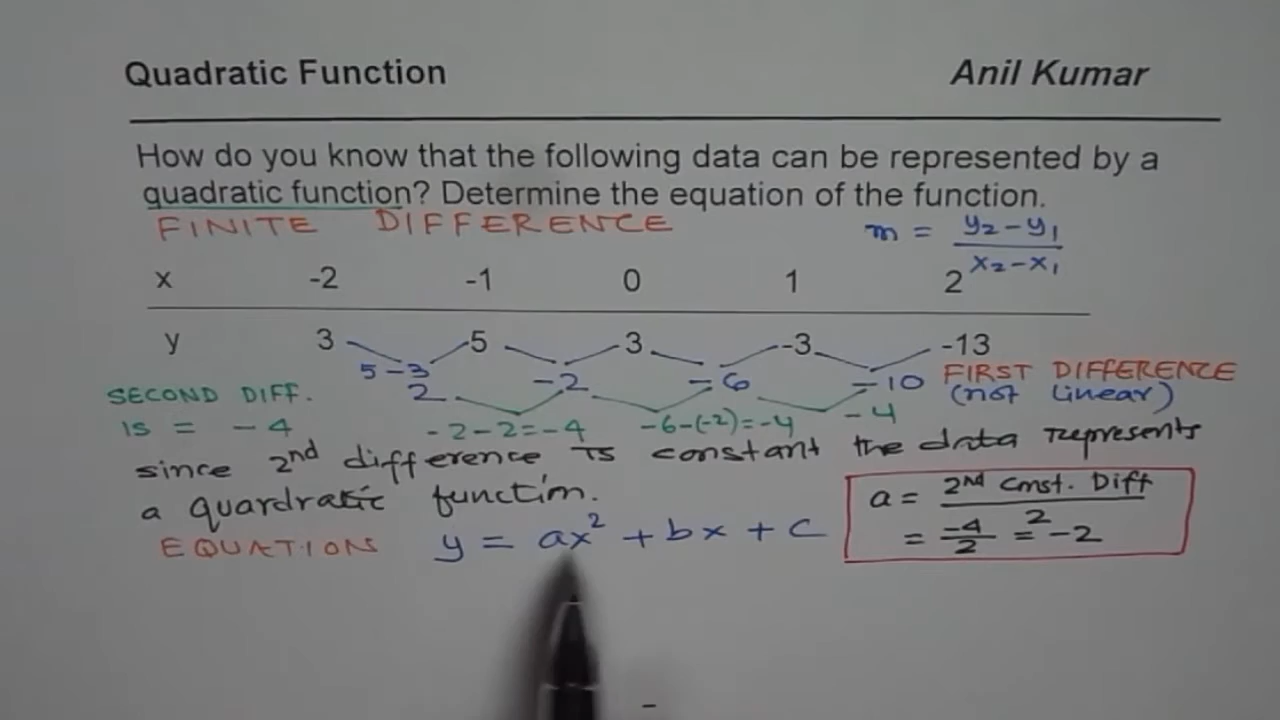 Quadratic Function Anil Kumar
How do you know that the following data can be represented by a
quadratic function? Determine the equation of the function.
FINITE DIFFERENCE m = y2-y1 / x2-x1
x -2 -1 0 1 2
y 3 5 3 -3 -13
5-3 FIRST DIFFERENCE
2 -2 -6 -10 (not linear)
SECOND DIFF.
is = -4 -2-2=-4 -6-(-2)=-4 -4
since 2nd difference is constant the data represents
a quardratic function.
EQUATION y = ax² + bx + c
a = 2nd Const. Diff / 2
= -4/2 = -2